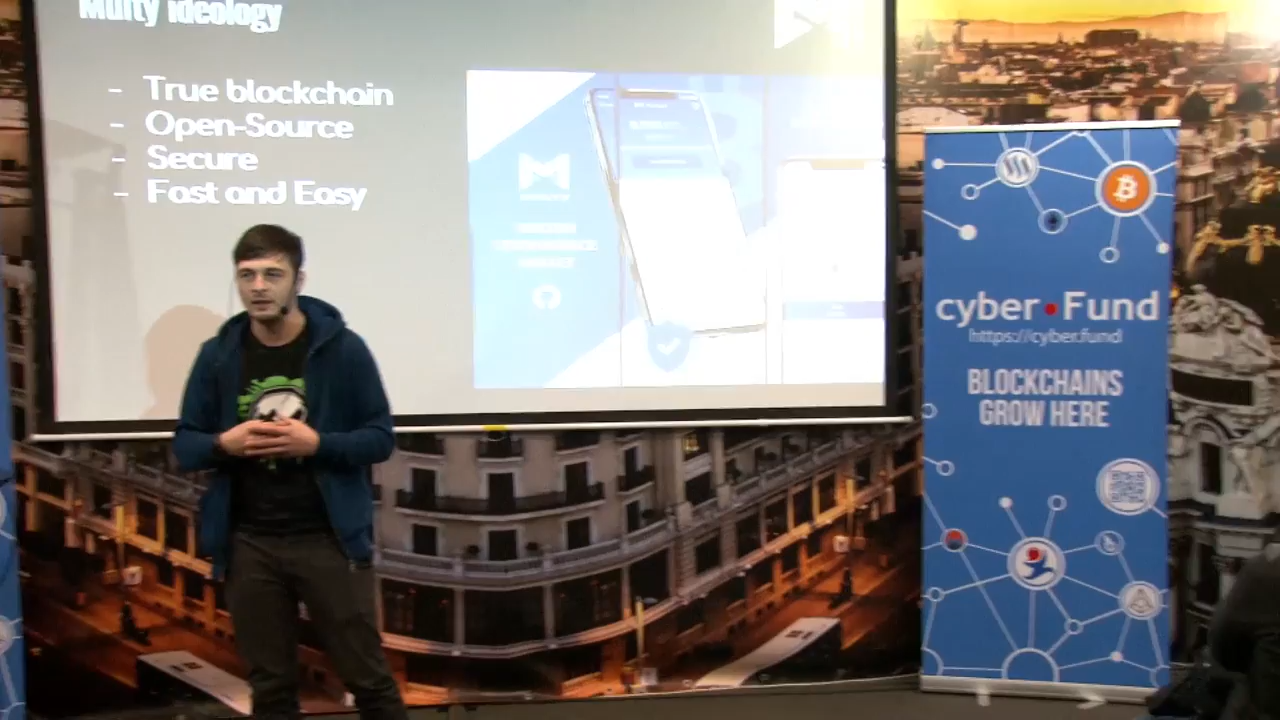 Multy ideology
- True blockchain
- Open-Source
- Secure
- Fast and Easy
cyber•Fund
https://cyber.fund
BLOCKCHAINS
GROW HERE